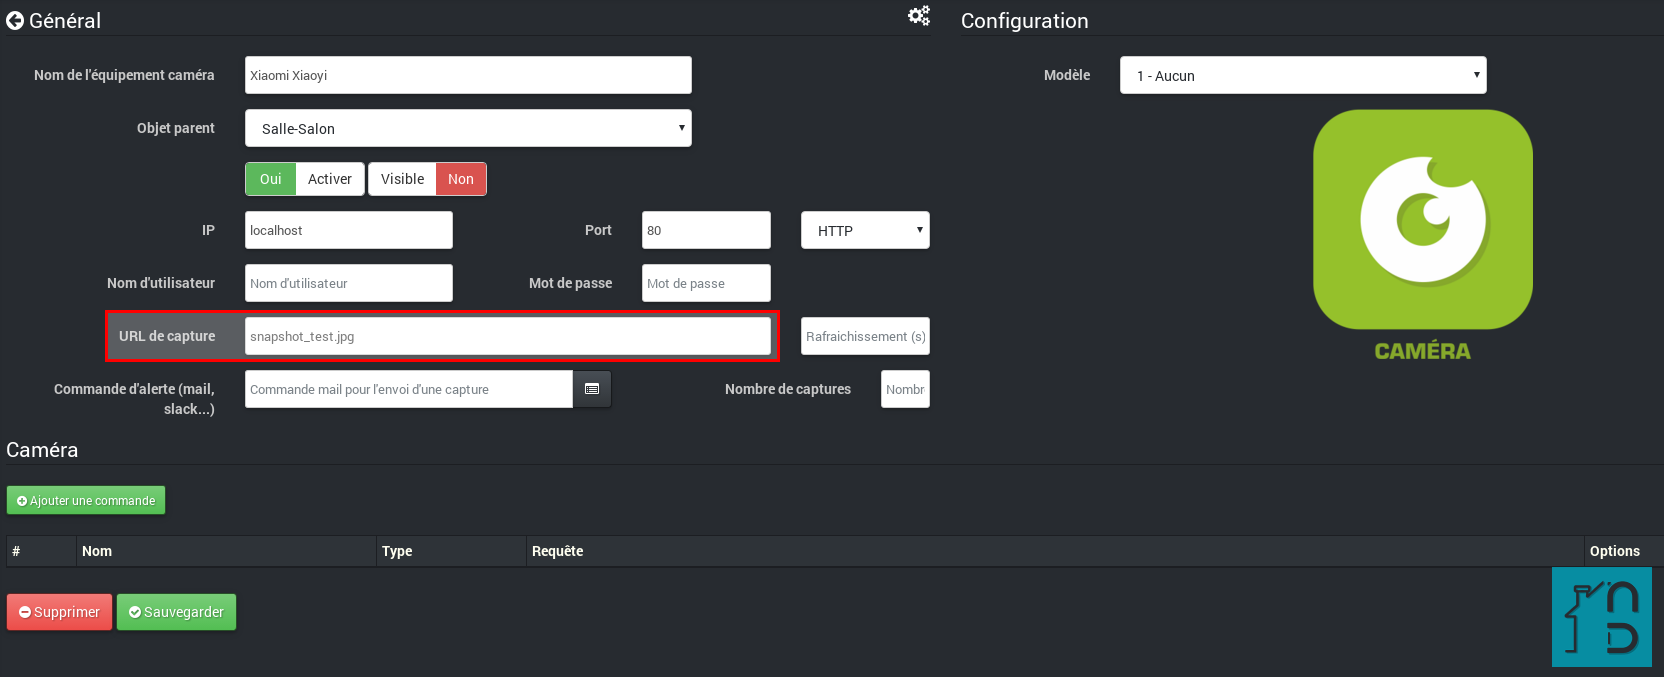 Général
Configuration
Nom de l'équipement caméra
Xiaomi Xiaoyi
Modèle
1 - Aucun
Objet parent
Salle-Salon
Oui Activer Visible Non
IP
localhost
Port
80
HTTP
Nom d'utilisateur
Nom d'utilisateur
Mot de passe
Mot de passe
URL de capture
snapshot_test.jpg
Rafraichissement (s)
CAMÉRA
Commande d'alerte (mail,
slack...)
Commande mail pour l'envoi d'une capture
Nombre de captures
Nombr
Caméra
Ajouter une commande
# Nom Type Requête Options
Supprimer Sauvegarder